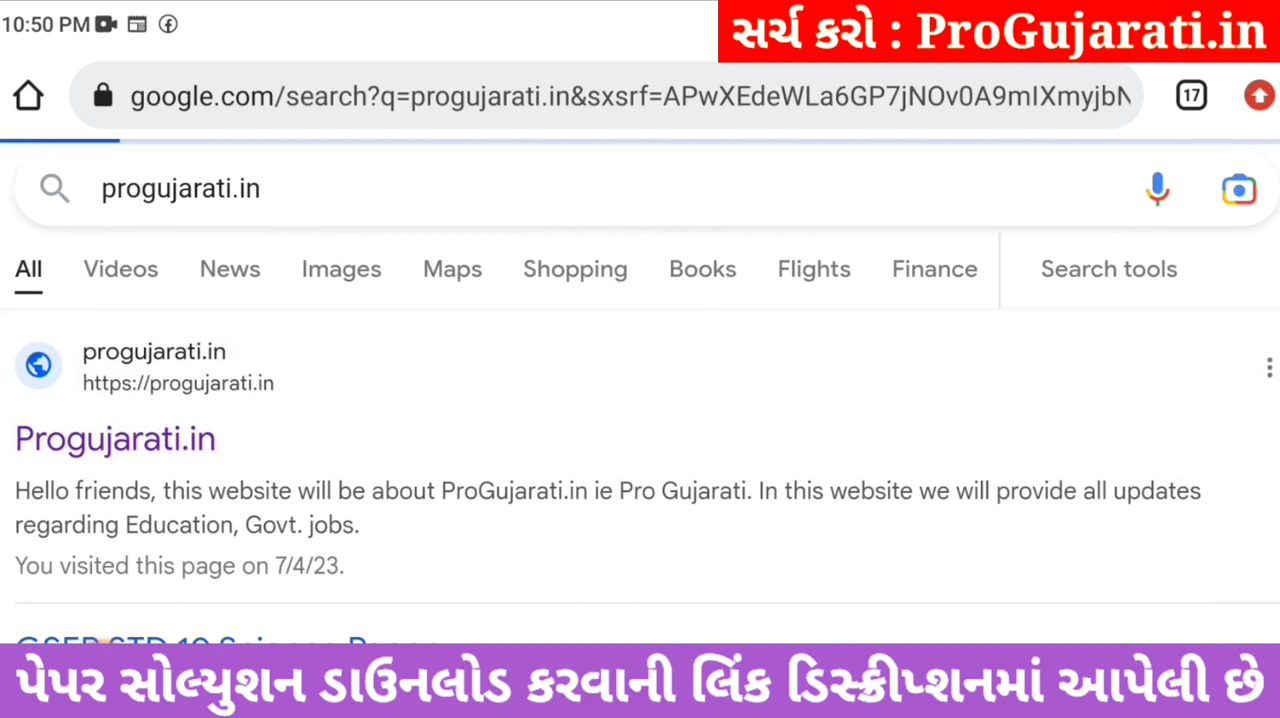 10:50 PM
સર્ચ કરો : ProGujarati.in
google.com/search?q=progujarati.in&sxsrf=APwXEdeWLa6GP7jNOv0A9mIXmyjbN
17
progujarati.in
All Videos News Images Maps Shopping Books Flights Finance Search tools
progujarati.in
https://progujarati.in
Progujarati.in
Hello friends, this website will be about ProGujarati.in ie Pro Gujarati. In this website we will provide all updates
regarding Education, Govt. jobs.
You visited this page on 7/4/23.
પેપર સોલ્યુશન ડાઉનલોડ કરવાની લિંક ડિસ્ક્રીપ્શનમાં આપેલી છે